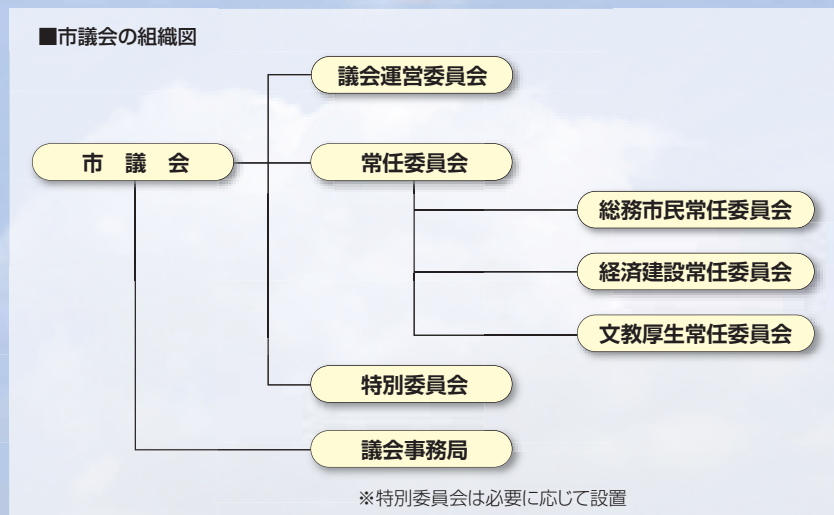 ■市議会の組織図
議会運営委員会
市　議　会
常任委員会
総務市民常任委員会
経済建設常任委員会
文教厚生常任委員会
特別委員会
議会事務局
※特別委員会は必要に応じて設置